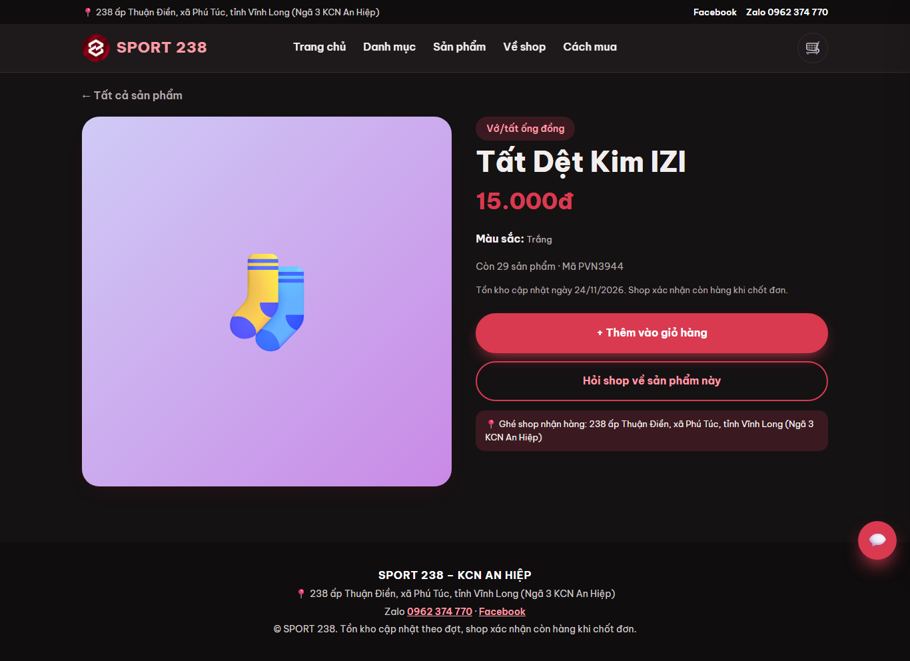 238 ấp Thuận Điền, xã Phú Túc, tỉnh Vĩnh Long (Ngã 3 KCN An Hiệp)
Facebook Zalo 0962 374 770
SPORT 238
Trang chủ Danh mục Sản phẩm Về shop Cách mua
← Tất cả sản phẩm
Vớ/tất ống đồng
Tất Dệt Kim IZI
15.000đ
Màu sắc: Trắng
Còn 29 sản phẩm · Mã PVN3944
Tồn kho cập nhật ngày 24/11/2026. Shop xác nhận còn hàng khi chốt đơn.
+ Thêm vào giỏ hàng
Hỏi shop về sản phẩm này
Ghé shop nhận hàng: 238 ấp Thuận Điền, xã Phú Túc, tỉnh Vĩnh Long (Ngã 3
KCN An Hiệp)
SPORT 238 – KCN AN HIỆP
238 ấp Thuận Điền, xã Phú Túc, tỉnh Vĩnh Long (Ngã 3 KCN An Hiệp)
Zalo 0962 374 770 · Facebook
© SPORT 238. Tồn kho cập nhật theo đợt, shop xác nhận còn hàng khi chốt đơn.